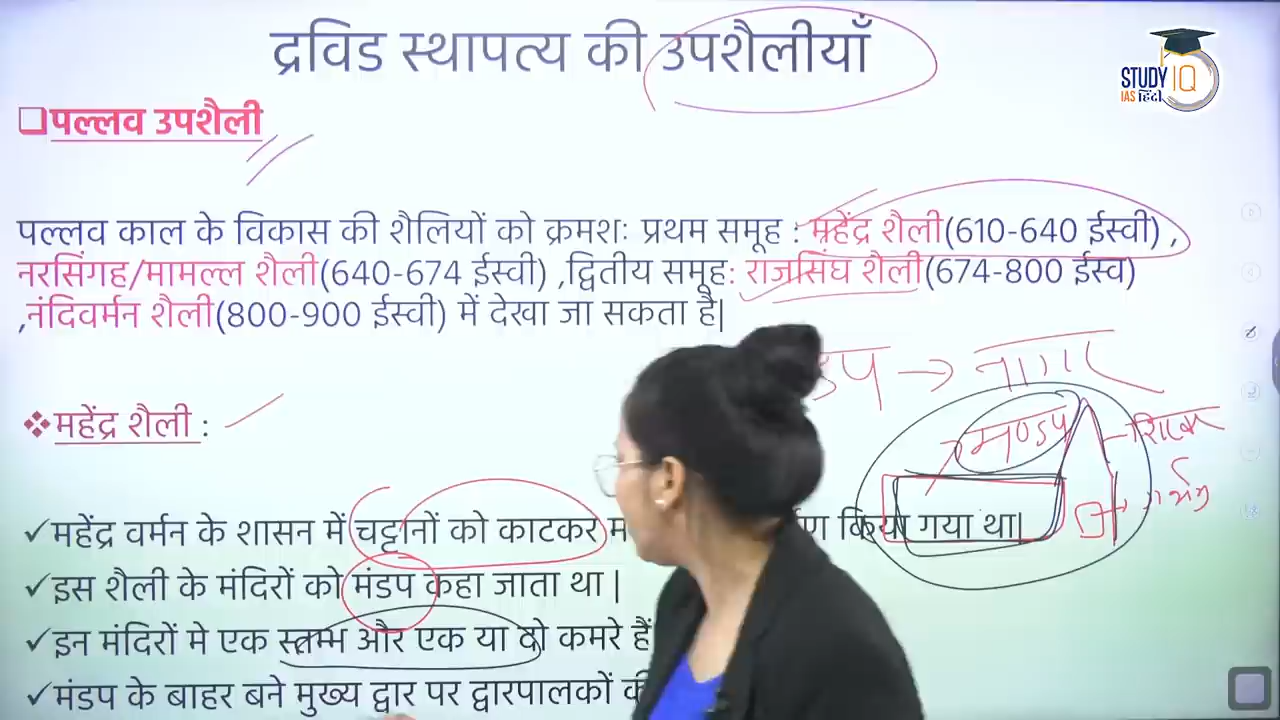 द्रविड स्थापत्य की उपशैलीयाँ
STUDY IQ
IAS हिंदी
पल्लव उपशैली
पल्लव काल के विकास की शैलियों को क्रमशः प्रथम समूह : महेंद्र शैली(610-640 ईस्वी) ,
नरसिंगह/मामल्ल शैली(640-674 ईस्वी) ,द्वितीय समूह: राजसिंघ शैली(674-800 ईस्व)
,नंदिवर्मन शैली(800-900 ईस्वी) में देखा जा सकता है|
→ नागर
मण्डप
महेंद्र शैली :
महेंद्र वर्मन के शासन में चट्टानों को काटकर किया गया था|
इस शैली के मंदिरों को मंडप कहा जाता था |
इन मंदिरों मे एक स्तम्भ और एक या दो कमरे हैं
मंडप के बाहर बने मुख्य द्वार पर द्वारपालकों